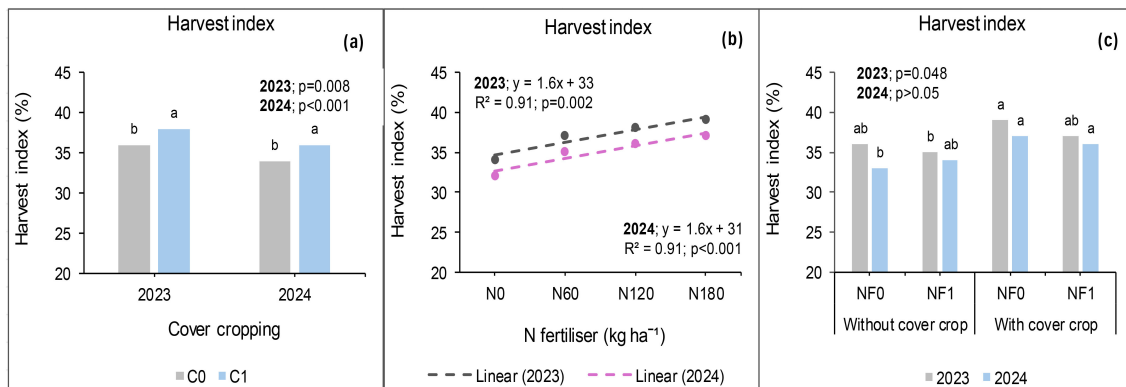 Harvest index
(a)
2023; p=0.008
2024; p<0.001
Harvest index (%)
45
40
35
30
25
20
b
a
b
a
2023
2024
Cover cropping
C0
C1
Harvest index
(b)
2023; y = 1.6x + 33
R² = 0.91; p=0.002
2024; y = 1.6x + 31
R² = 0.91; p<0.001
Harvest index (%)
45
40
35
30
25
20
N0
N60
N120
N180
N fertiliser (kg ha⁻¹)
Linear (2023)
Linear (2024)
Harvest index
(c)
2023; p=0.048
2024; p>0.05
Harvest index (%)
45
40
35
30
25
20
ab
b
b
ab
a
a
ab
a
NF0
NF1
NF0
NF1
Without cover crop
With cover crop
2023
2024